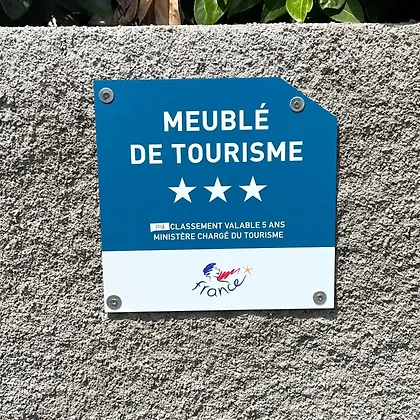 MEUBLÉ
DE TOURISME
CLASSEMENT VALABLE 5 ANS
MINISTÈRE CHARGÉ DU TOURISME
france